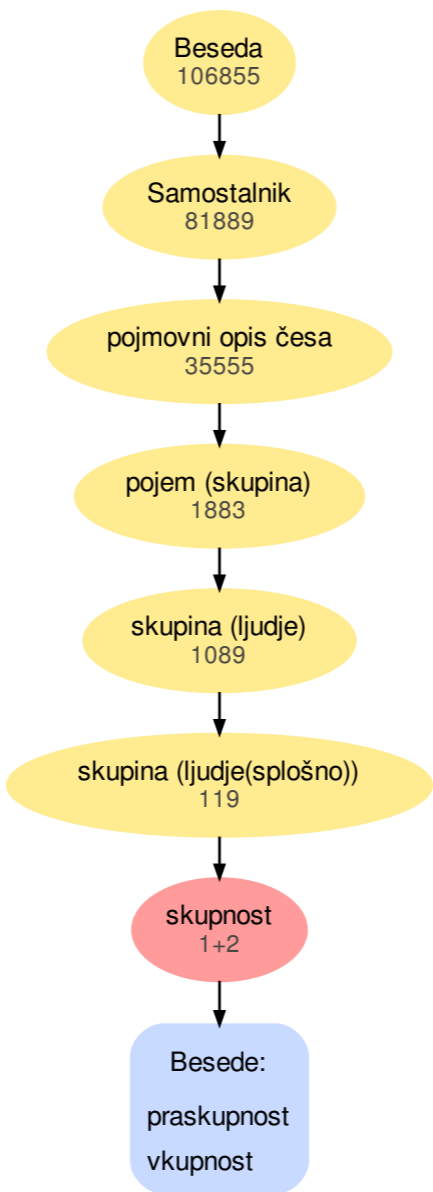 Beseda
106855
Samostalnik
81889
pojmovni opis česa
35555
pojem (skupina)
1883
skupina (ljudje)
1089
skupina (ljudje(splošno))
119
skupnost
1+2
Besede:
praskupnost
vkupnost